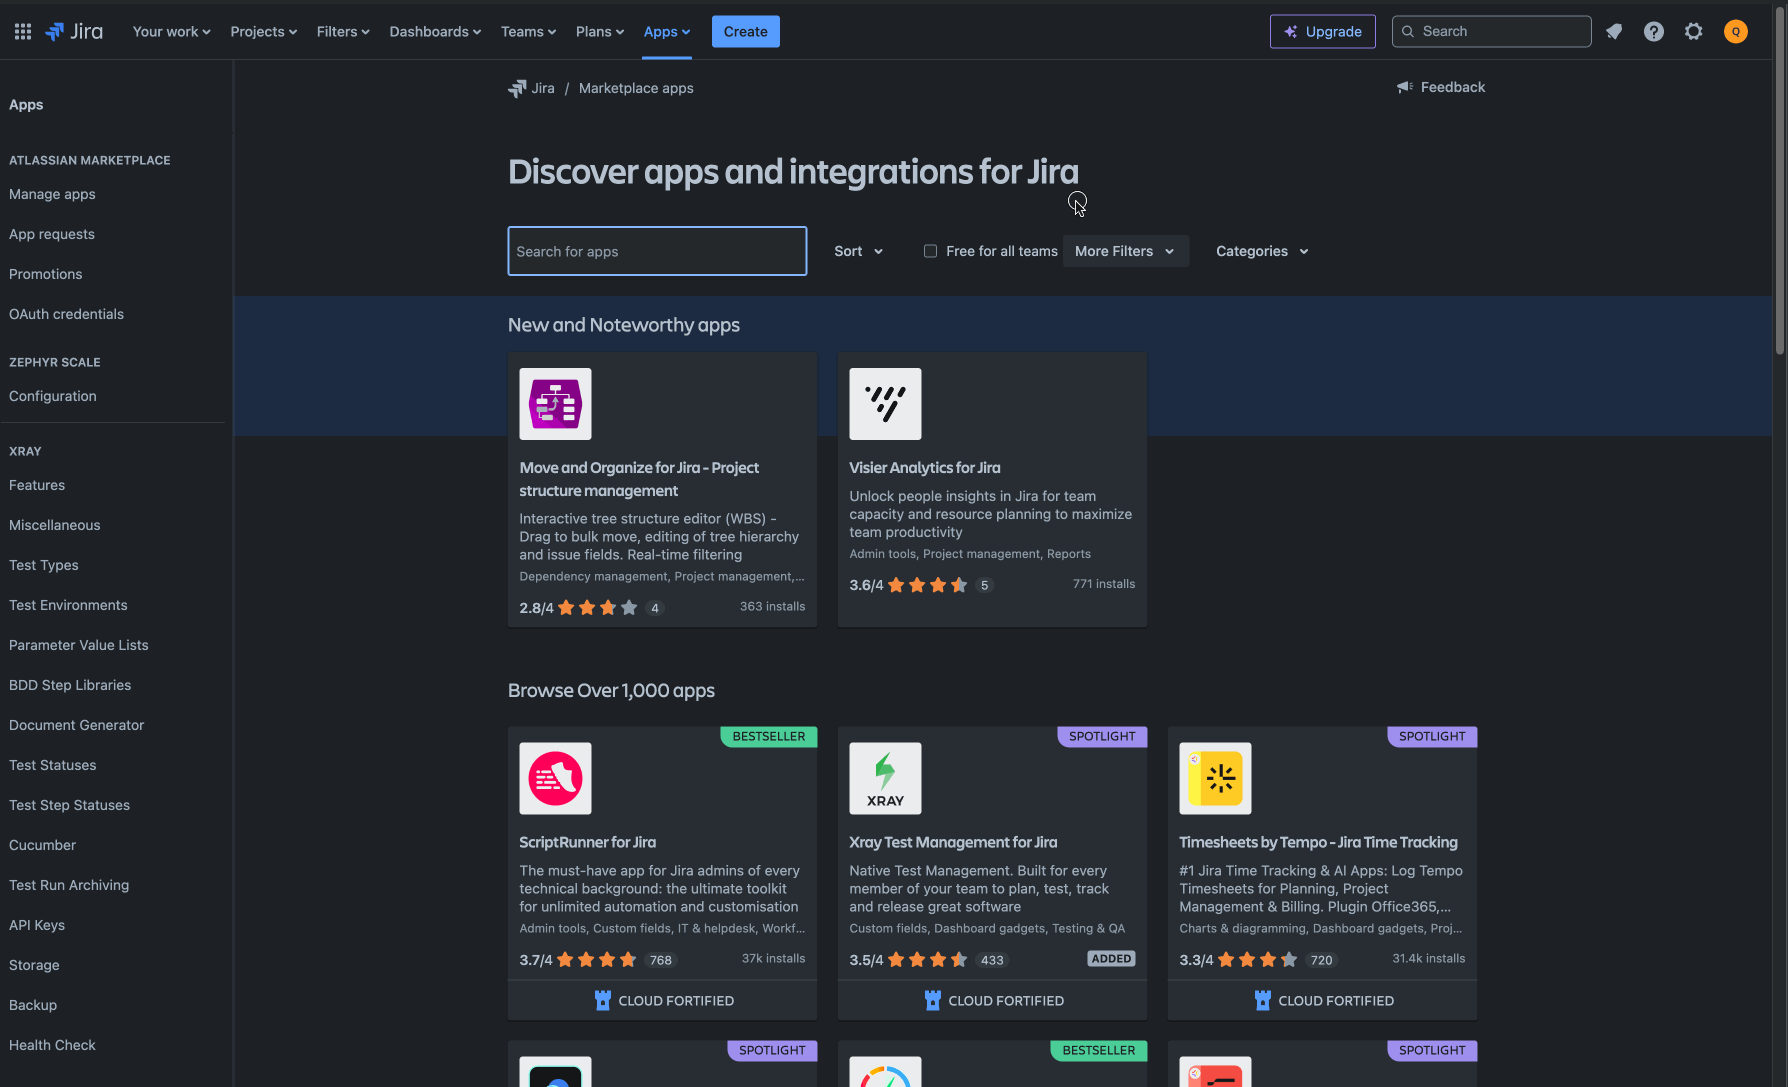 Jira
Your work
Projects
Filters
Dashboards
Teams
Plans
Apps
Create
Upgrade
Search
Q
Apps
ATLASSIAN MARKETPLACE
Manage apps
App requests
Promotions
OAuth credentials
ZEPHYR SCALE
Configuration
XRAY
Features
Miscellaneous
Test Types
Test Environments
Parameter Value Lists
BDD Step Libraries
Document Generator
Test Statuses
Test Step Statuses
Cucumber
Test Run Archiving
API Keys
Storage
Backup
Health Check
Jira / Marketplace apps
Feedback
Discover apps and integrations for Jira
Search for apps
Sort
Free for all teams
More Filters
Categories
New and Noteworthy apps
Move and Organize for Jira - Project
structure management
Interactive tree structure editor (WBS) -
Drag to bulk move, editing of tree hierarchy
and issue fields. Real-time filtering
Dependency management, Project management,...
2.8/4 4 363 installs
Visier Analytics for Jira
Unlock people insights in Jira for team
capacity and resource planning to maximize
team productivity
Admin tools, Project management, Reports
3.6/4 5 771 installs
Browse Over 1,000 apps
BESTSELLER
ScriptRunner for Jira
The must-have app for Jira admins of every
technical background: the ultimate toolkit
for unlimited automation and customisation
Admin tools, Custom fields, IT & helpdesk, Workf...
3.7/4 768 37k installs
CLOUD FORTIFIED
SPOTLIGHT
XRAY
Xray Test Management for Jira
Native Test Management. Built for every
member of your team to plan, test, track
and release great software
Custom fields, Dashboard gadgets, Testing & QA
3.5/4 433 ADDED
CLOUD FORTIFIED
SPOTLIGHT
Timesheets by Tempo - Jira Time Tracking
#1 Jira Time Tracking & AI Apps: Log Tempo
Timesheets for Planning, Project
Management & Billing. Plugin Office365,...
Charts & diagramming, Dashboard gadgets, Proj...
3.3/4 720 31.4k installs
CLOUD FORTIFIED
SPOTLIGHT
BESTSELLER
SPOTLIGHT